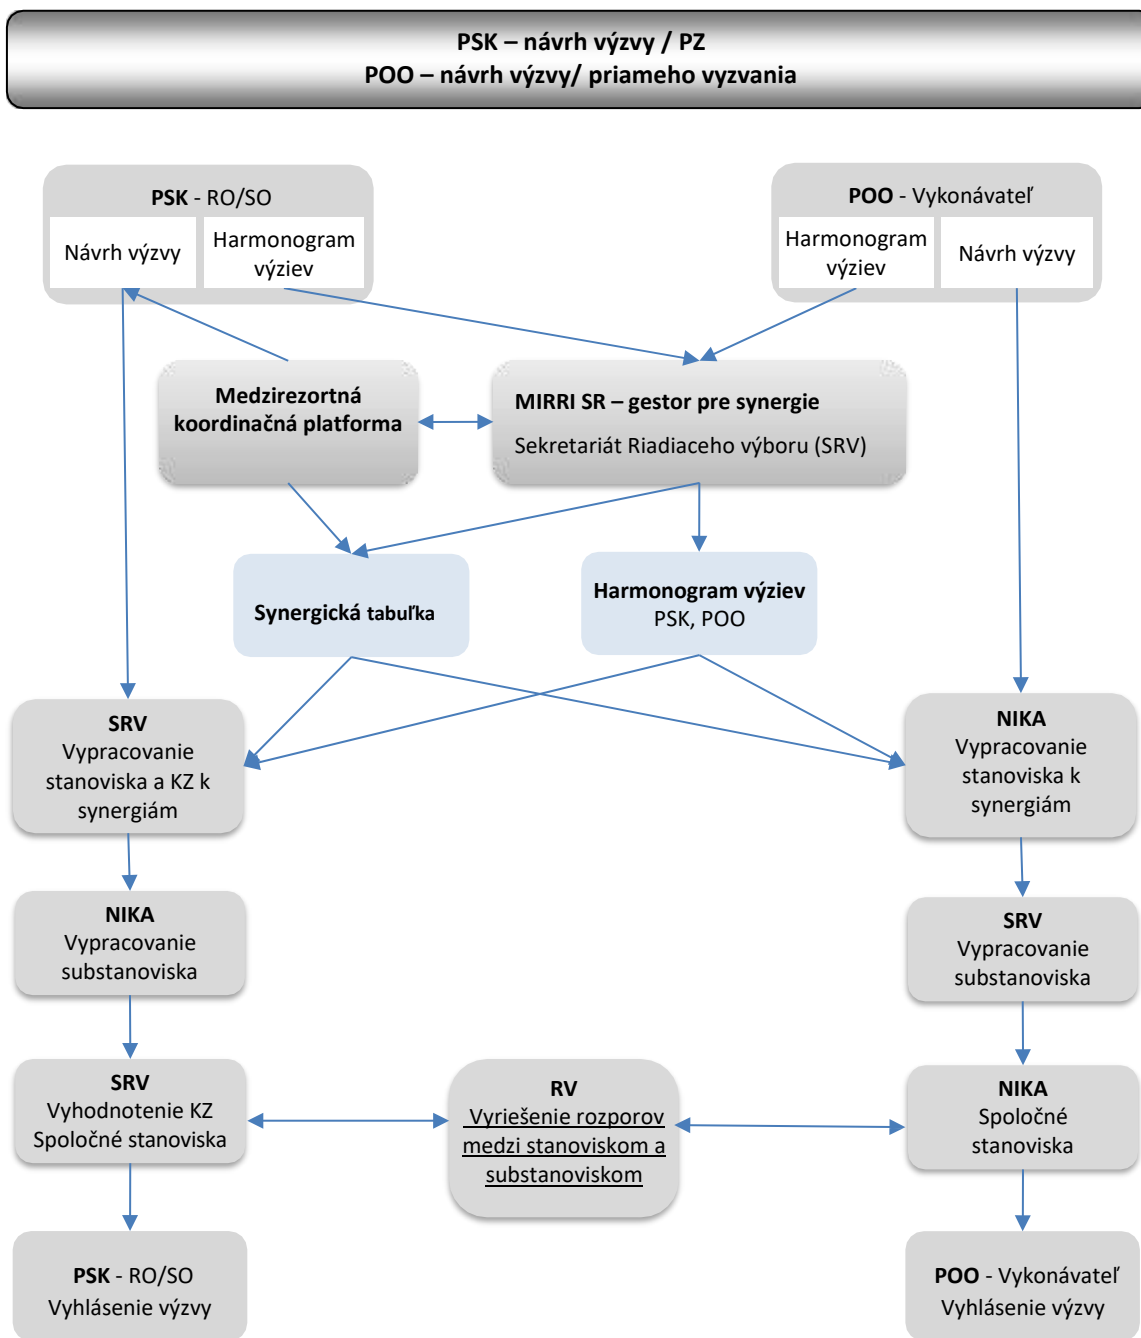 PSK – návrh výzvy / PZ
POO – návrh výzvy/ priameho vyzvania
PSK - RO/SO
Návrh výzvy
Harmonogram
výziev
POO - Vykonávateľ
Harmonogram
výziev
Návrh výzvy
Medzirezortná
koordinačná platforma
MIRRI SR – gestor pre synergie
Sekretariát Riadiaceho výboru (SRV)
Synergická tabuľka
Harmonogram výziev
PSK, POO
SRV
Vypracovanie
stanoviska a KZ k
synergiám
NIKA
Vypracovanie
stanoviska k
synergiám
NIKA
Vypracovanie
substanoviska
SRV
Vypracovanie
substanoviska
SRV
Vyhodnotenie KZ
Spoločné stanoviska
RV
Vyriešenie rozporov
medzi stanoviskom a
substanoviskom
NIKA
Spoločné
stanoviska
PSK - RO/SO
Vyhlásenie výzvy
POO - Vykonávateľ
Vyhlásenie výzvy